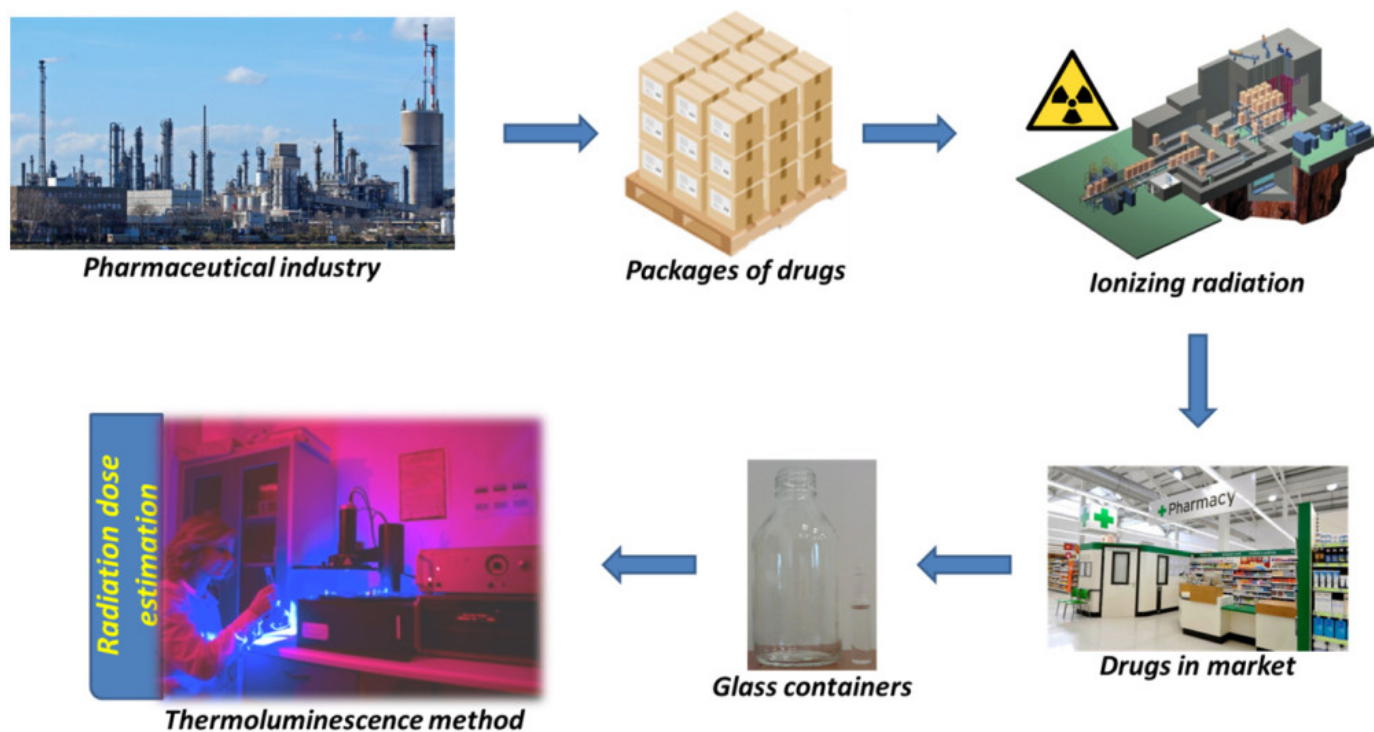 Pharmaceutical industry
Packages of drugs
Ionizing radiation
+Pharmacy
Drugs in market
Glass containers
Thermoluminescence method
Radiation dose
estimation